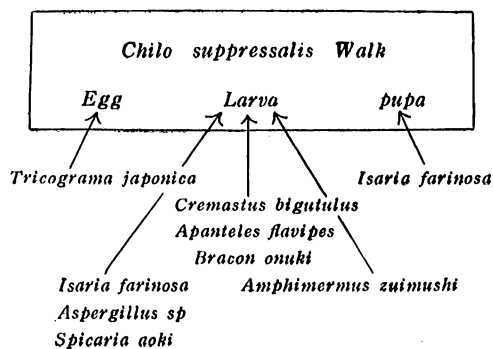 Chilo suppressalis Walk
Egg Larva pupa
Tricograma japonica
Isaria farinosa
Cremastus bigutulus
Apanteles flavipes
Bracon onuki
Isaria farinosa
Aspergillus sp
Spicaria aoki
Amphimermus zuimushi